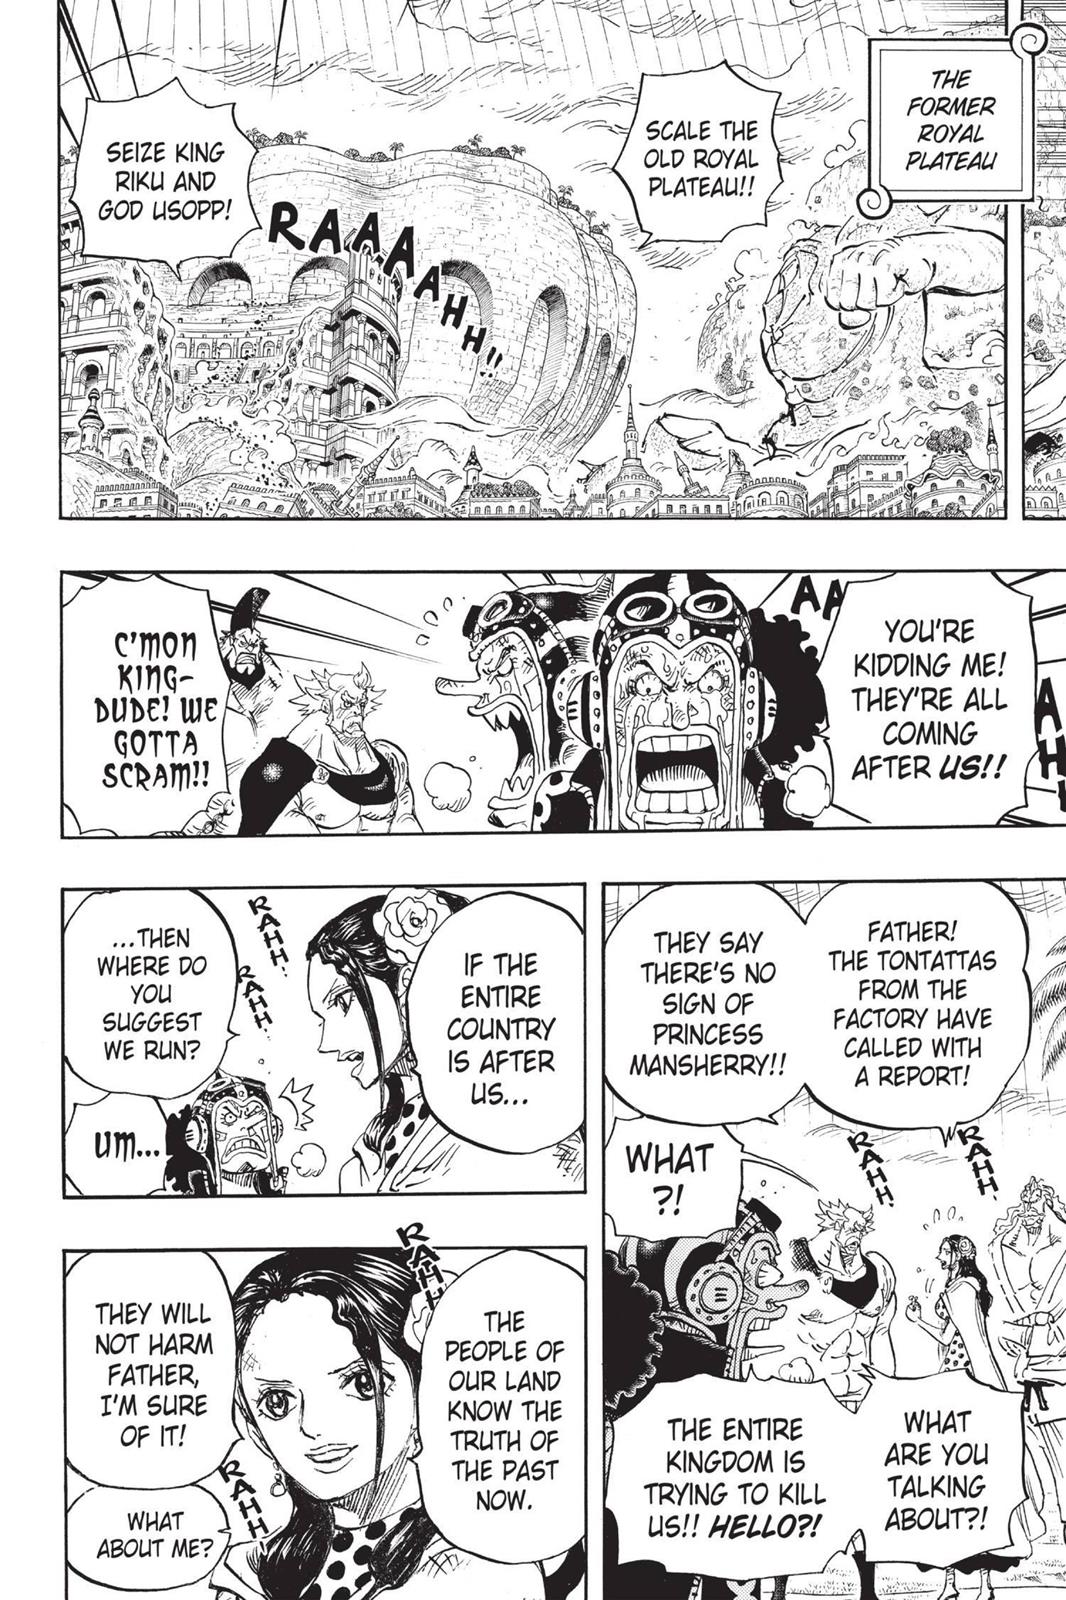 THE
FORMER
ROYAL
PLATEAU
SCALE THE
OLD ROYAL
PLATEAU!!
SEIZE KING
RIKU AND
GOD USOPP!
RAAAAHH!!
YOU'RE
KIDDING ME!
THEY'RE ALL
COMING
AFTER US!!
AA
AHH
C'MON
KING-
DUDE! WE
GOTTA
SCRAM!!
FATHER!
THE TONTATTAS
FROM THE
FACTORY HAVE
CALLED WITH
A REPORT!
THEY SAY
THERE'S NO
SIGN OF
PRINCESS
MANSHERRY!!
WHAT
?!
RAHH!
RAHH!
WHAT
ARE YOU
TALKING
ABOUT?!
THE ENTIRE
KINGDOM IS
TRYING TO KILL
US!! HELLO?!
IF THE
ENTIRE
COUNTRY
IS AFTER
US...
RAHH!
RAHH!
...THEN
WHERE DO
YOU
SUGGEST
WE RUN?
UM...
RAHH!
THE
PEOPLE OF
OUR LAND
KNOW THE
TRUTH OF
THE PAST
NOW.
THEY WILL
NOT HARM
FATHER,
I'M SURE
OF IT!
RAHH!
WHAT
ABOUT ME?